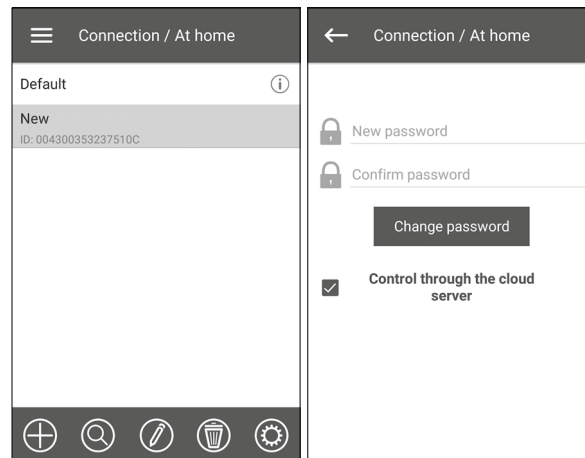 Connection / At home
Default
New
ID: 004300353237510C
Connection / At home
New password
Confirm password
Change password
Control through the cloud
server